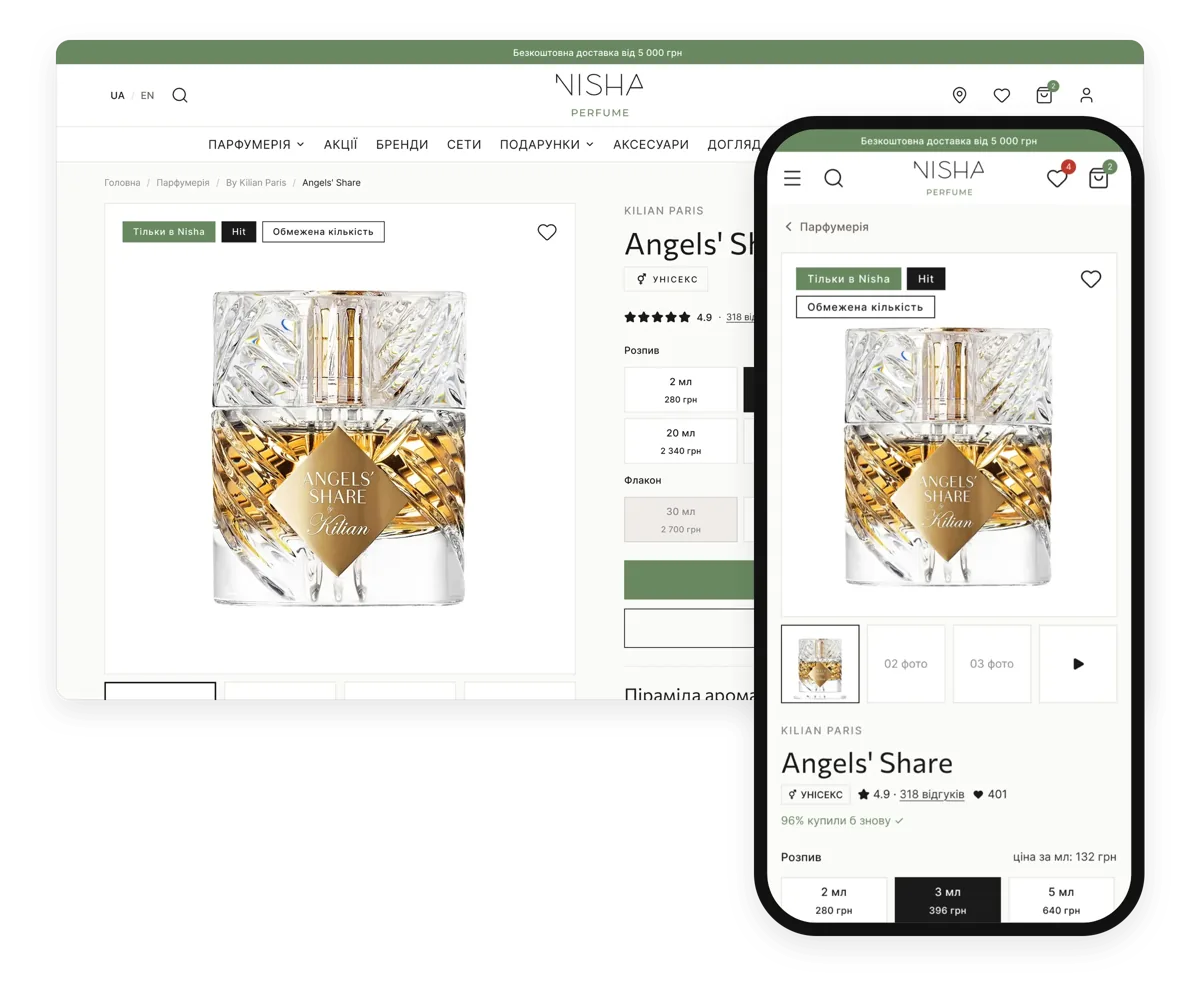 Безкоштовна доставка від 5 000 грн
UA / EN
NISHA
PERFUME
2
ПАРФУМЕРІЯ АКЦІЇ БРЕНДИ СЕТИ ПОДАРУНКИ АКСЕСУАРИ ДОГЛЯД
Головна / Парфумерія / By Kilian Paris / Angels' Share
Тільки в Nisha
Hit
Обмежена кількість
ANGELS'
SHARE
by
Kilian
KILIAN PARIS
Angels' Sh
УНІСЕКС
4.9 · 318 від
Розпив
2 мл
280 грн
20 мл
2 340 грн
Флакон
30 мл
2 700 грн
Піраміда арома
Безкоштовна доставка від 5 000 грн
NISHA
PERFUME
4
2
Парфумерія
Тільки в Nisha
Hit
Обмежена кількість
ANGELS'
SHARE
by
Kilian
02 фото
03 фото
KILIAN PARIS
Angels' Share
УНІСЕКС
4.9 · 318 відгуків
401
96% купили б знову
Розпив
ціна за мл: 132 грн
2 мл
280 грн
3 мл
396 грн
5 мл
640 грн